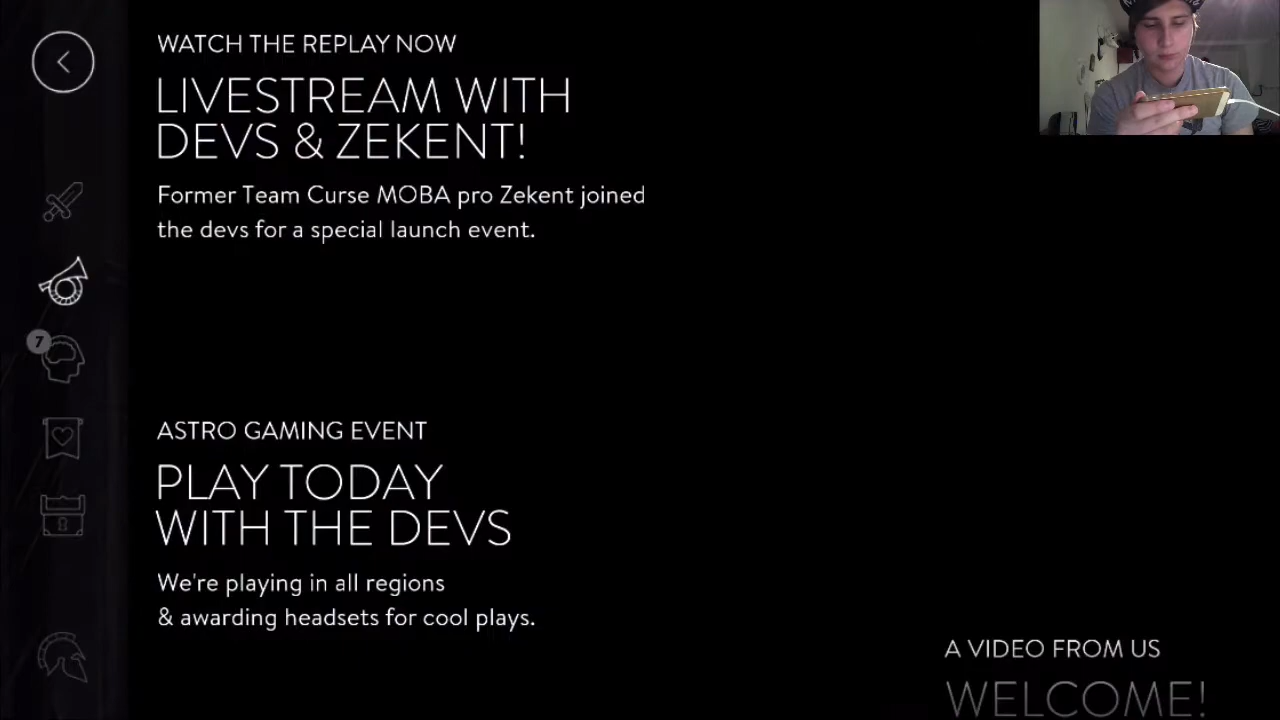 WATCH THE REPLAY NOW
LIVESTREAM WITH
DEVS & ZEKENT!
Former Team Curse MOBA pro Zekent joined
the devs for a special launch event.
7
ASTRO GAMING EVENT
PLAY TODAY
WITH THE DEVS
We're playing in all regions
& awarding headsets for cool plays.
A VIDEO FROM US
WELCOME!